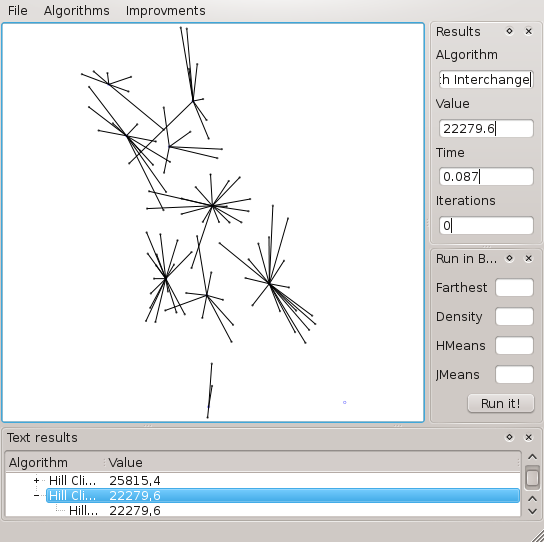 File Algorithms Improvments
Results
ALgorithm
h Interchange
Value
22279.6
Time
0.087
Iterations
0
Run in B...
Farthest
Density
HMeans
JMeans
Run it!
Text results
Algorithm Value
Hill Cli... 25815,4
Hill Cli... 22279,6
Hill... 22279,6